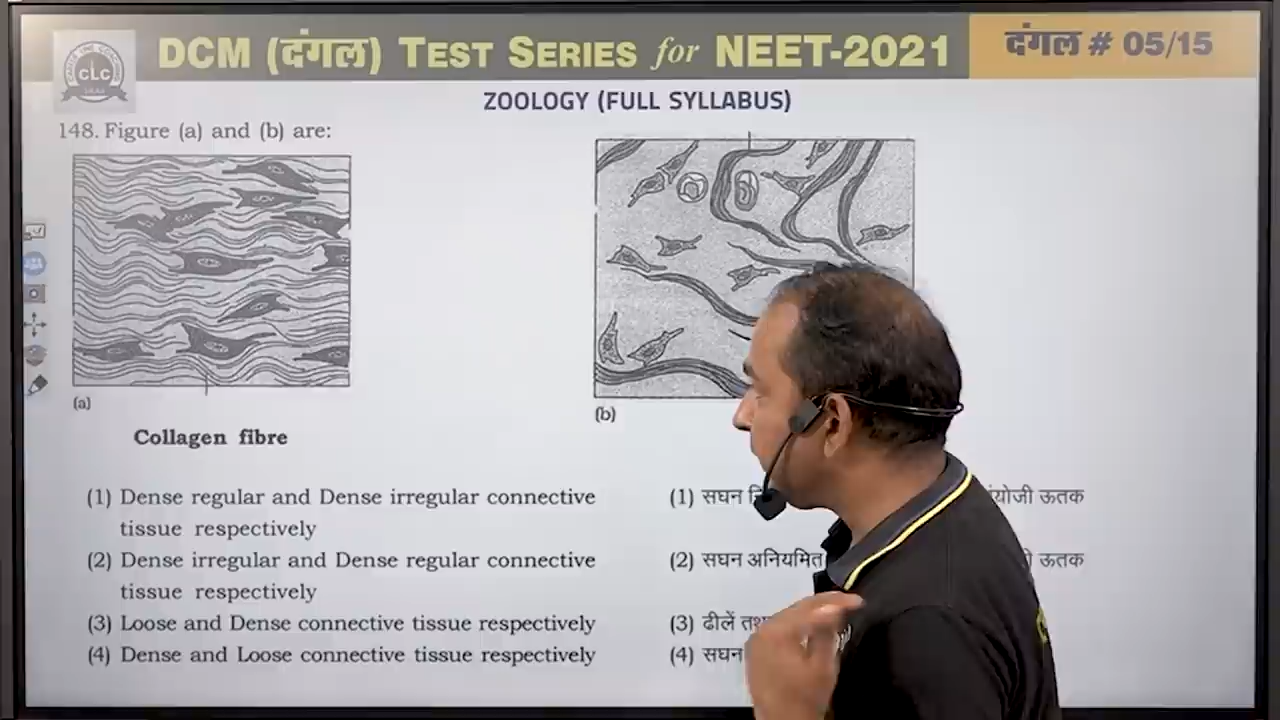 DCM (दंगल) TEST SERIES for NEET-2021
दंगल # 05/15
CLC
ZOOLOGY (FULL SYLLABUS)
148. Figure (a) and (b) are:
(a)
(b)
Collagen fibre
(1) Dense regular and Dense irregular connective
tissue respectively
(2) Dense irregular and Dense regular connective
tissue respectively
(3) Loose and Dense connective tissue respectively
(4) Dense and Loose connective tissue respectively
(1) सघन
ऊतक
(2) सघन अनियमित
ऊतक
(3) ढीलें
(4) सघन